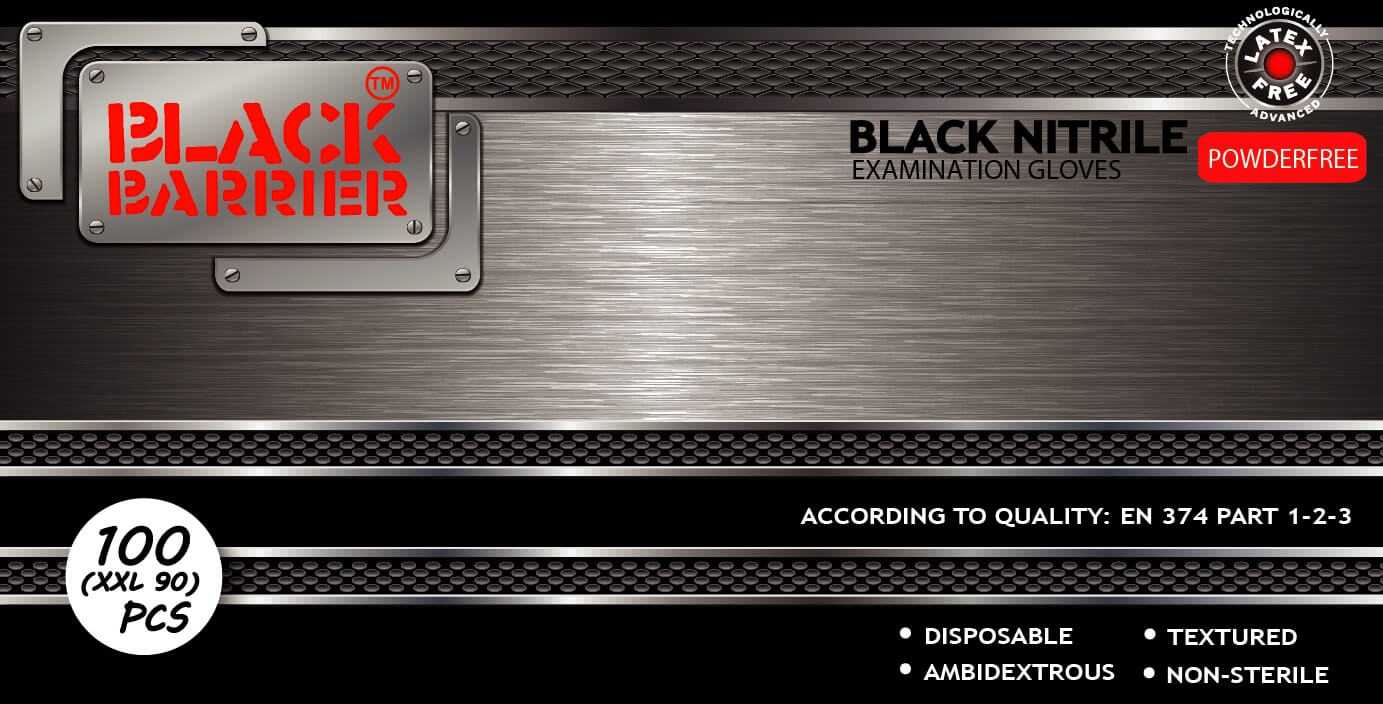 TM
BLACK
BARRIER
TECHNOLOGICALLY
LATEX
FREE
ADVANCED
BLACK NITRILE
EXAMINATION GLOVES
POWDERFREE
ACCORDING TO QUALITY: EN 374 PART 1-2-3
100
(XXL 90)
PCS
• DISPOSABLE
• TEXTURED
• AMBIDEXTROUS
• NON-STERILE